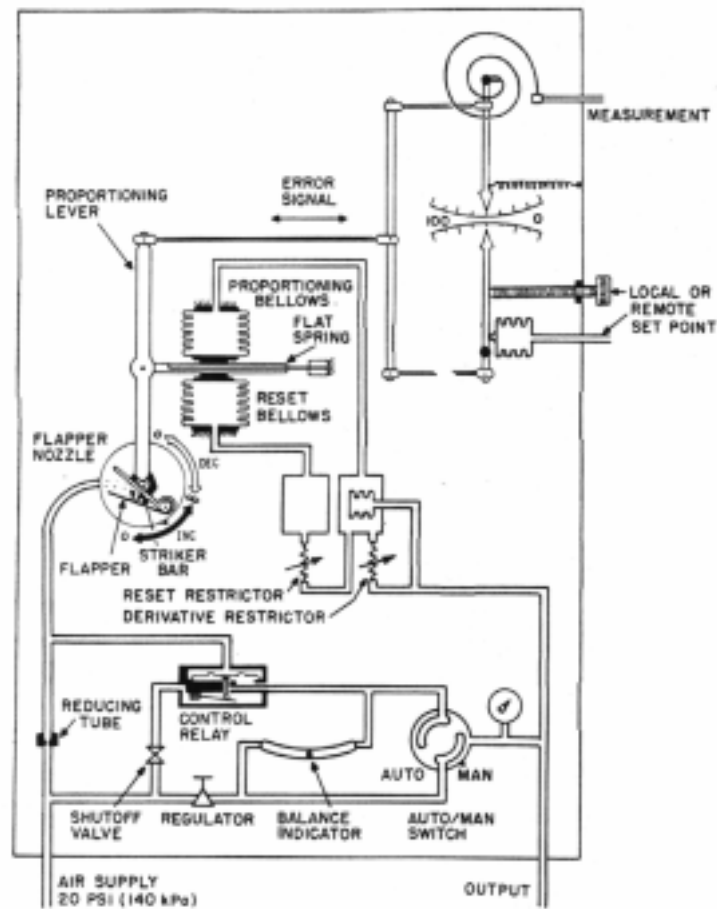 MEASUREMENT
PROPORTIONING
LEVER
ERROR
SIGNAL
100
0
PROPORTIONING
BELLOWS
FLAT
SPRING
LOCAL OR
REMOTE
SET POINT
RESET
BELLOWS
FLAPPER
NOZZLE
DEC
INC
0
STRIKER
BAR
FLAPPER
RESET RESTRICTOR
DERIVATIVE RESTRICTOR
REDUCING
TUBE
CONTROL
RELAY
AUTO
MAN
SHUTOFF
VALVE
REGULATOR
BALANCE
INDICATOR
AUTO/MAN
SWITCH
AIR SUPPLY
20 PSI (140 kPa)
OUTPUT